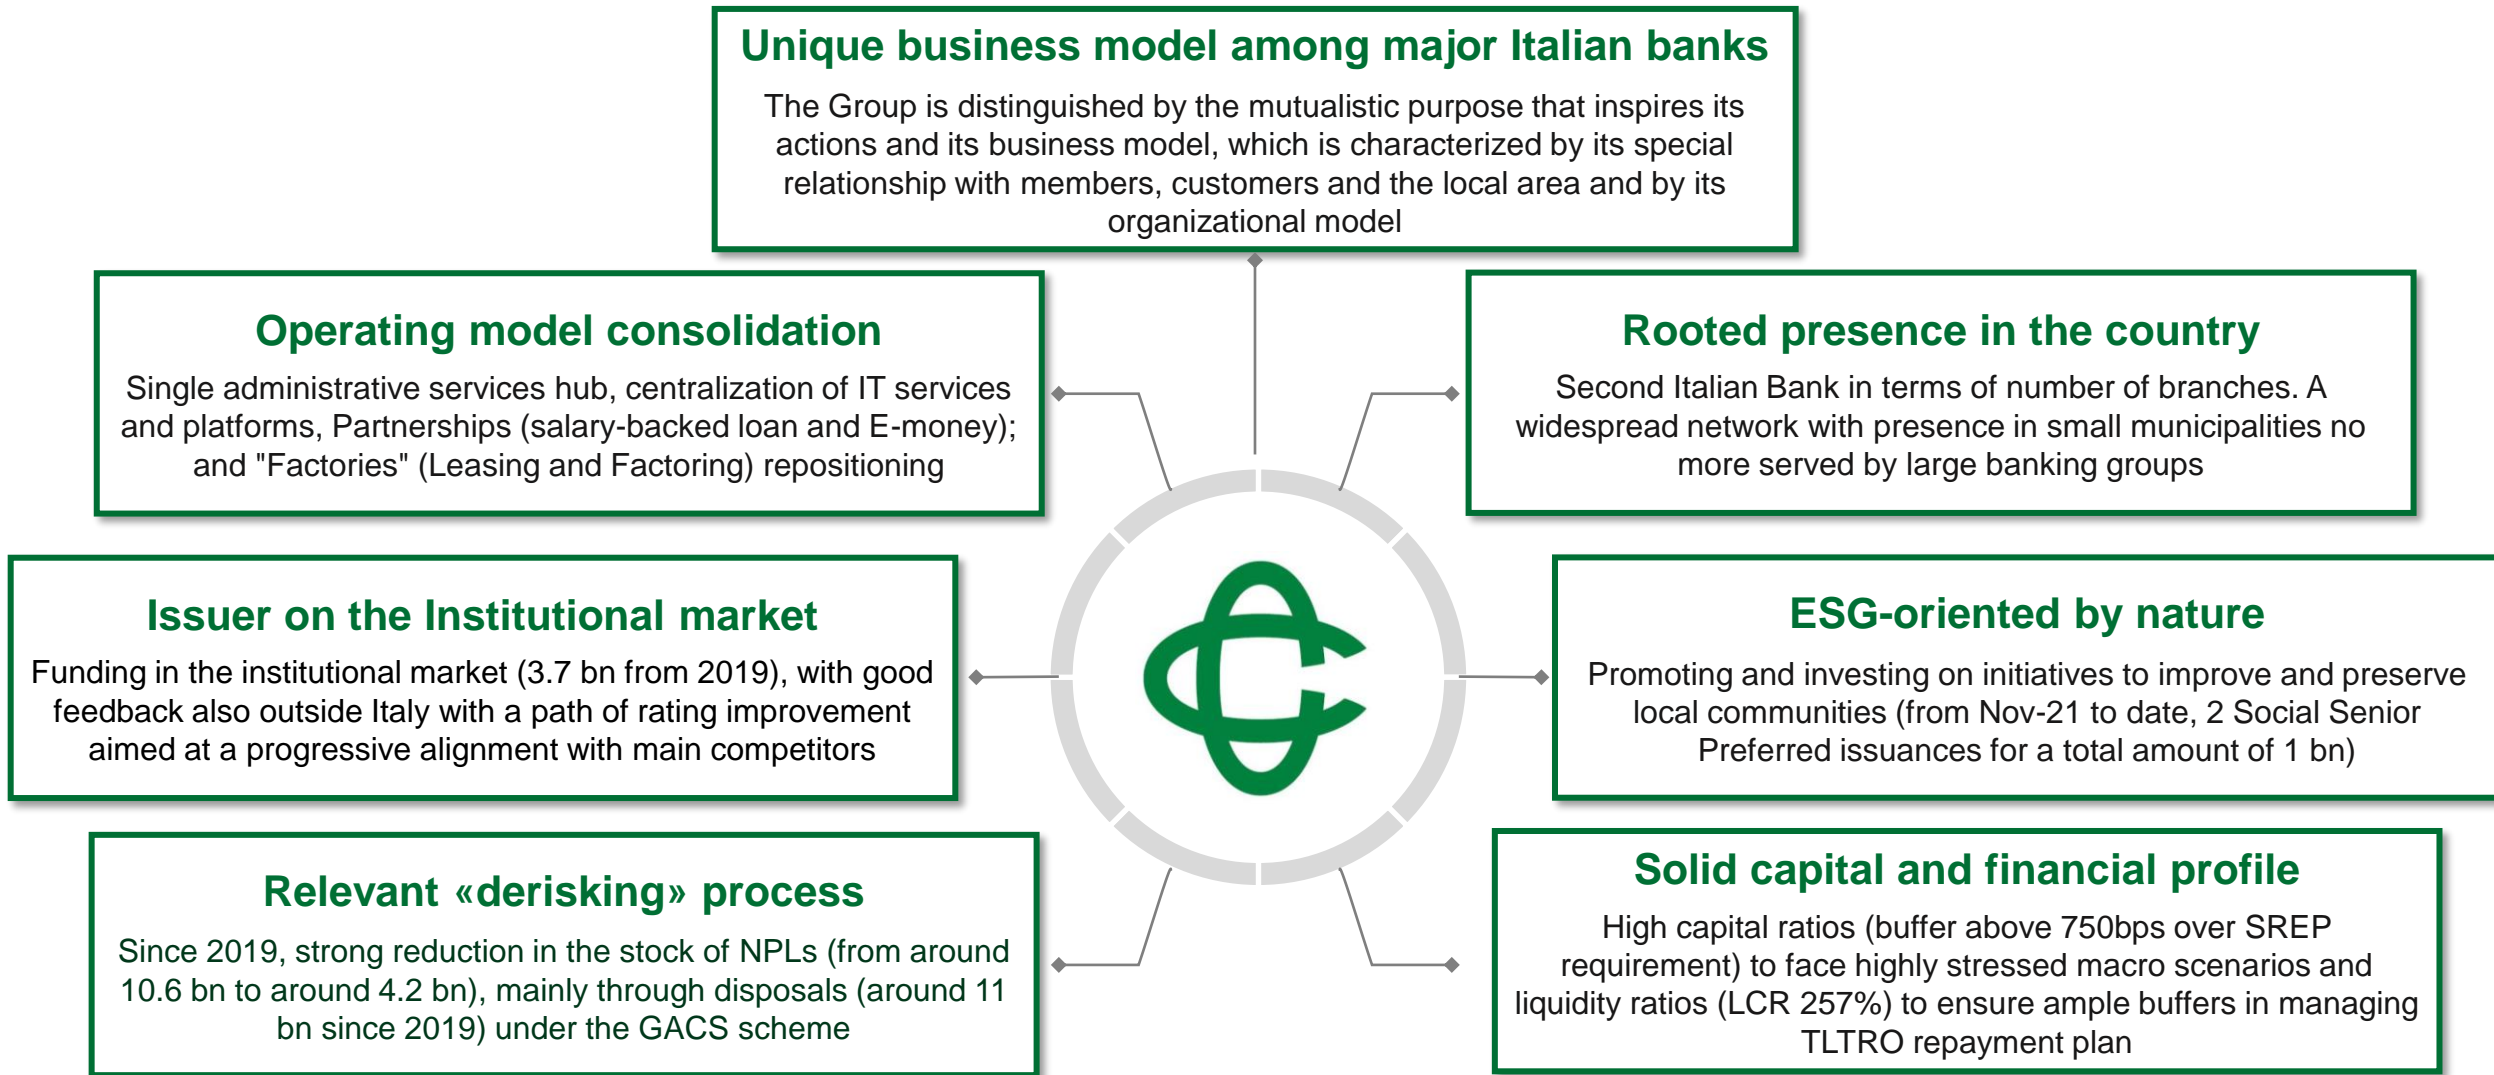 Unique business model among major Italian banks
The Group is distinguished by the mutualistic purpose that inspires its
actions and its business model, which is characterized by its special
relationship with members, customers and the local area and by its
organizational model
Operating model consolidation
Single administrative services hub, centralization of IT services
and platforms, Partnerships (salary-backed loan and E-money);
and "Factories" (Leasing and Factoring) repositioning
Rooted presence in the country
Second Italian Bank in terms of number of branches. A
widespread network with presence in small municipalities no
more served by large banking groups
Issuer on the Institutional market
Funding in the institutional market (3.7 bn from 2019), with good
feedback also outside Italy with a path of rating improvement
aimed at a progressive alignment with main competitors
ESG-oriented by nature
Promoting and investing on initiatives to improve and preserve
local communities (from Nov-21 to date, 2 Social Senior
Preferred issuances for a total amount of 1 bn)
Relevant «derisking» process
Since 2019, strong reduction in the stock of NPLs (from around
10.6 bn to around 4.2 bn), mainly through disposals (around 11
bn since 2019) under the GACS scheme
Solid capital and financial profile
High capital ratios (buffer above 750bps over SREP
requirement) to face highly stressed macro scenarios and
liquidity ratios (LCR 257%) to ensure ample buffers in managing
TLTRO repayment plan